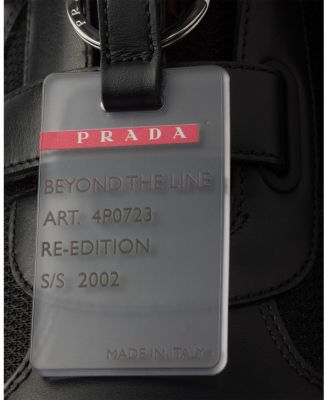 PRADA
BEYOND THE LINE
ART. 4P0723
RE-EDITION
S/S 2002
MADE IN ITALY